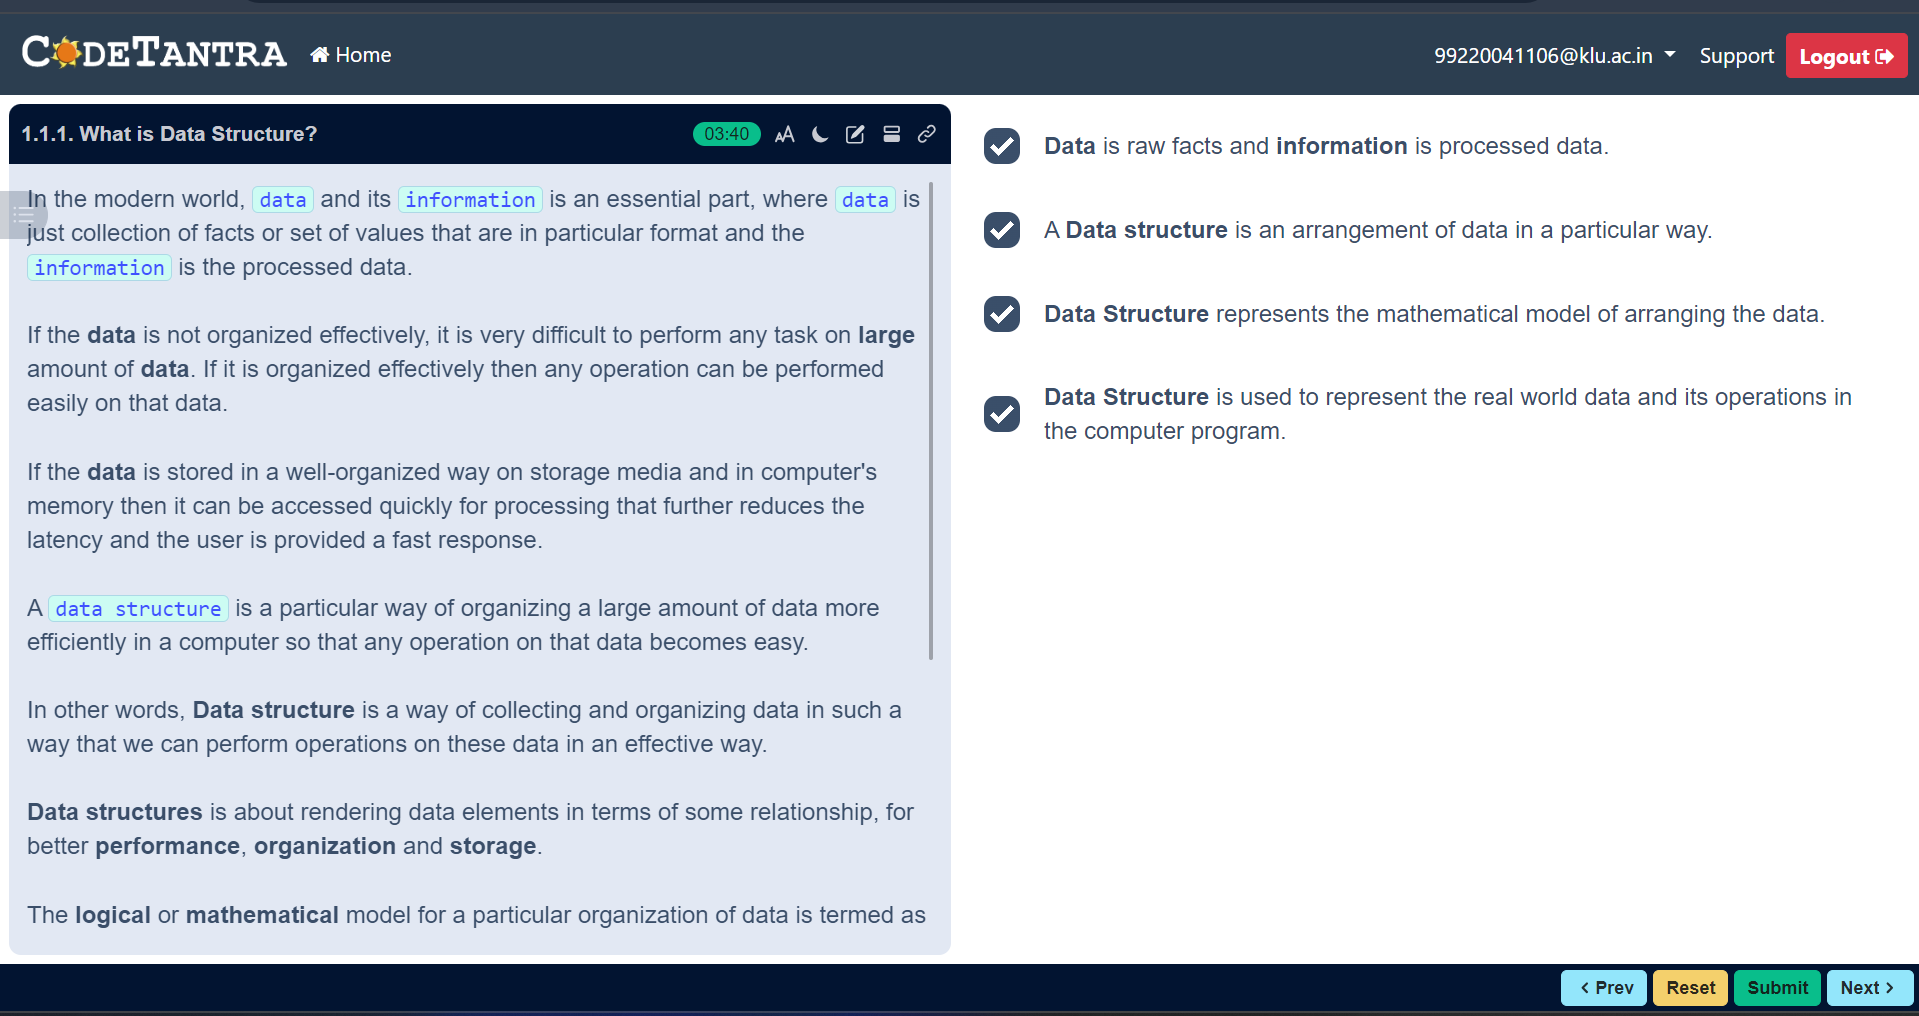 CODETANTRA
Home
99220041106@klu.ac.in
Support
Logout
1.1.1. What is Data Structure?
03:40
AA
In the modern world, data and its information is an essential part, where data is
just collection of facts or set of values that are in particular format and the
information is the processed data.
If the data is not organized effectively, it is very difficult to perform any task on large
amount of data. If it is organized effectively then any operation can be performed
easily on that data.
If the data is stored in a well-organized way on storage media and in computer's
memory then it can be accessed quickly for processing that further reduces the
latency and the user is provided a fast response.
A data structure is a particular way of organizing a large amount of data more
efficiently in a computer so that any operation on that data becomes easy.
In other words, Data structure is a way of collecting and organizing data in such a
way that we can perform operations on these data in an effective way.
Data structures is about rendering data elements in terms of some relationship, for
better performance, organization and storage.
The logical or mathematical model for a particular organization of data is termed as
Data is raw facts and information is processed data.
A Data structure is an arrangement of data in a particular way.
Data Structure represents the mathematical model of arranging the data.
Data Structure is used to represent the real world data and its operations in
the computer program.
< Prev
Reset
Submit
Next >